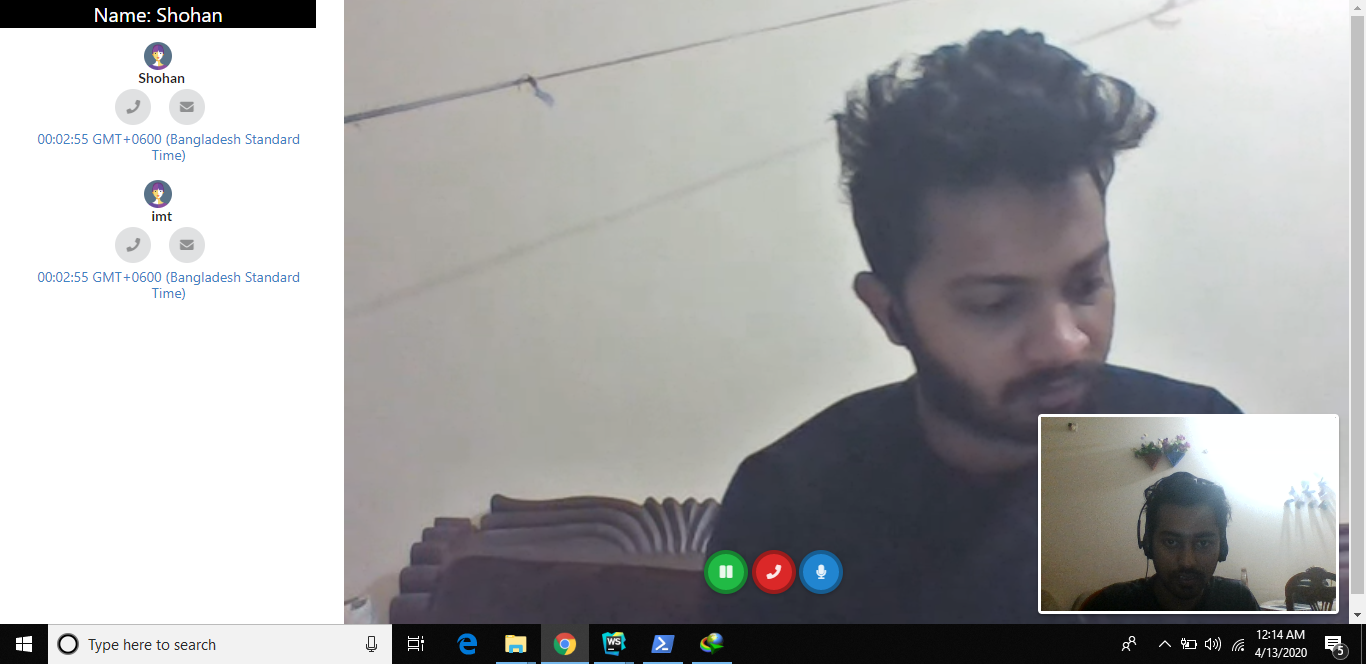 Name: Shohan
Shohan
00:02:55 GMT+0600 (Bangladesh Standard
Time)
imt
00:02:55 GMT+0600 (Bangladesh Standard
Time)
Type here to search
WS
12:14 AM
4/13/2020
5